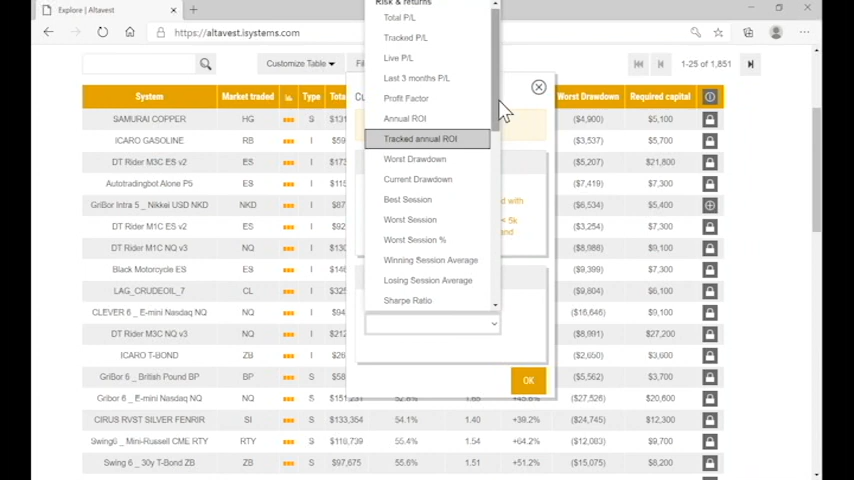 Explore | Altavest
https://altavest.isystems.com
Risk & returns
Total P/L
Tracked P/L
Live P/L
Last 3 months P/L
Profit Factor
Annual ROI
Tracked annual ROI
Worst Drawdown
Current Drawdown
Best Session
Worst Session
Worst Session %
Winning Session Average
Losing Session Average
Sharpe Ratio
Customize Table
1-25 of 1,851
System Market traded Type Worst Drawdown Required capital
SAMURAI COPPER HG S ($4,900) $5,100
ICARO GASOLINE RB I ($3,537) $5,700
DT Rider M3C ES v2 ES I ($5,207) $21,800
Autotradingbot Alone P5 ES I ($7,419) $7,300
GriBor Intra 5 _ Nikkei USD NKD NKD I ($6,534) $5,400
DT Rider M1C ES v2 ES I ($3,254) $6,100
DT Rider M1C NQ v3 NQ I ($8,988) $9,100
Black Motorcycle ES ES I ($9,399) $7,300
LAG_CRUDEOIL_7 CL I ($9,804) $6,100
CLEVER 6 _ E-mini Nasdaq NQ NQ I ($16,646) $9,100
DT Rider M3C NQ v3 NQ I ($8,991) $27,200
ICARO T-BOND ZB I ($2,650) $3,600
GriBor 6 _ British Pound BP BP S ($5,562) $3,700
Gribor 6 _ E-mini Nasdaq NQ NQ S ($27,526) $20,600
CIRUS RVST SILVER FENRIR SI S $133,354 54.1% 1.40 +39.2% ($24,745) $12,300
Swing6 _ Mini-Russell CME RTY RTY S 55.4% 1.54 +64.2% $9,700
Swing 6 _ 30y T-Bond ZB ZB S $97,675 55.6% 1.51 +51.2% ($15,075) $8,200
ed with
< 5k
and
OK